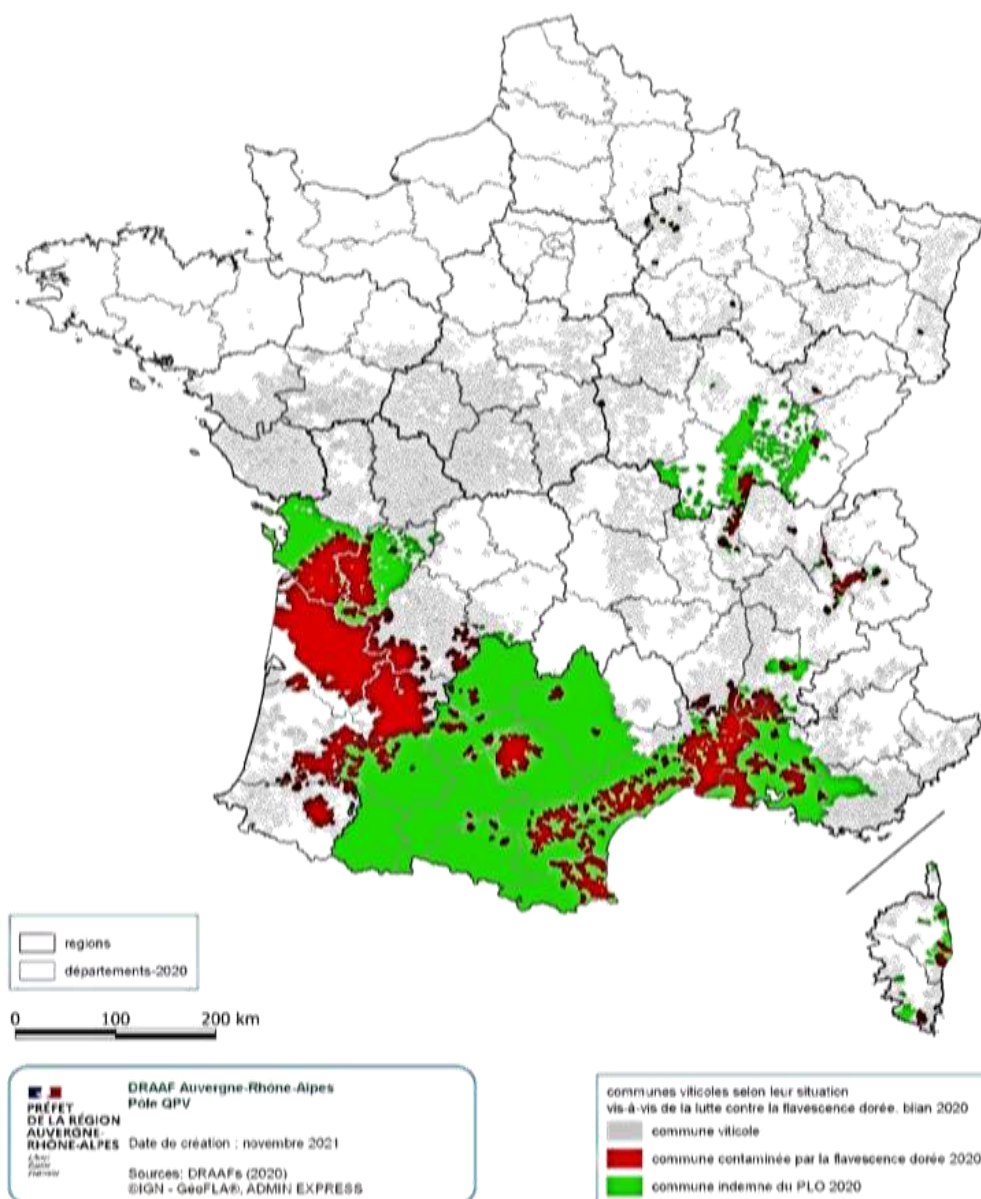 regions
départements-2020
0 100 200 km
PRÉFET
DE LA RÉGION
AUVERGNE-
RHÔNE-ALPES
DRAAF Auvergne-Rhône-Alpes
Pôle QPV
Date de création : novembre 2021
Sources: DRAAFs (2020)
©IGN - GéoFLA®, ADMIN EXPRESS
communes viticoles selon leur situation
vis-à-vis de la lutte contre la flavescence dorée. bilan 2020
commune viticole
commune contaminée par la flavescence dorée 2020
commune indemne du PLO 2020